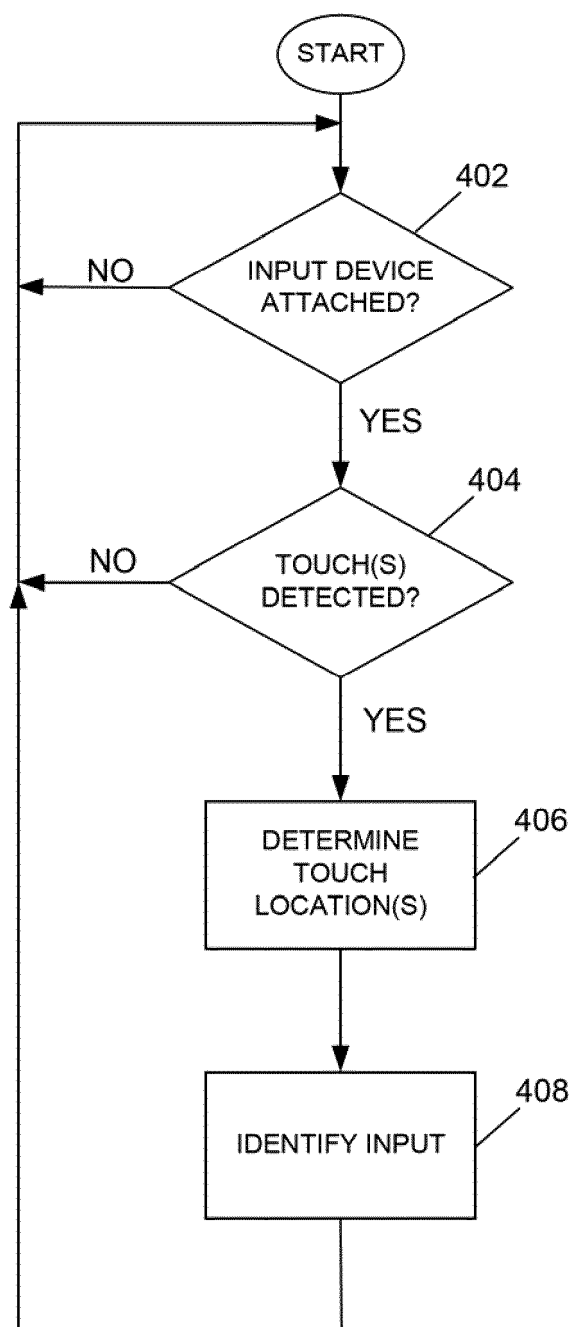 START
402
INPUT DEVICE
ATTACHED?
NO
YES
404
TOUCH(S)
DETECTED?
NO
YES
406
DETERMINE
TOUCH
LOCATION(S)
408
IDENTIFY INPUT